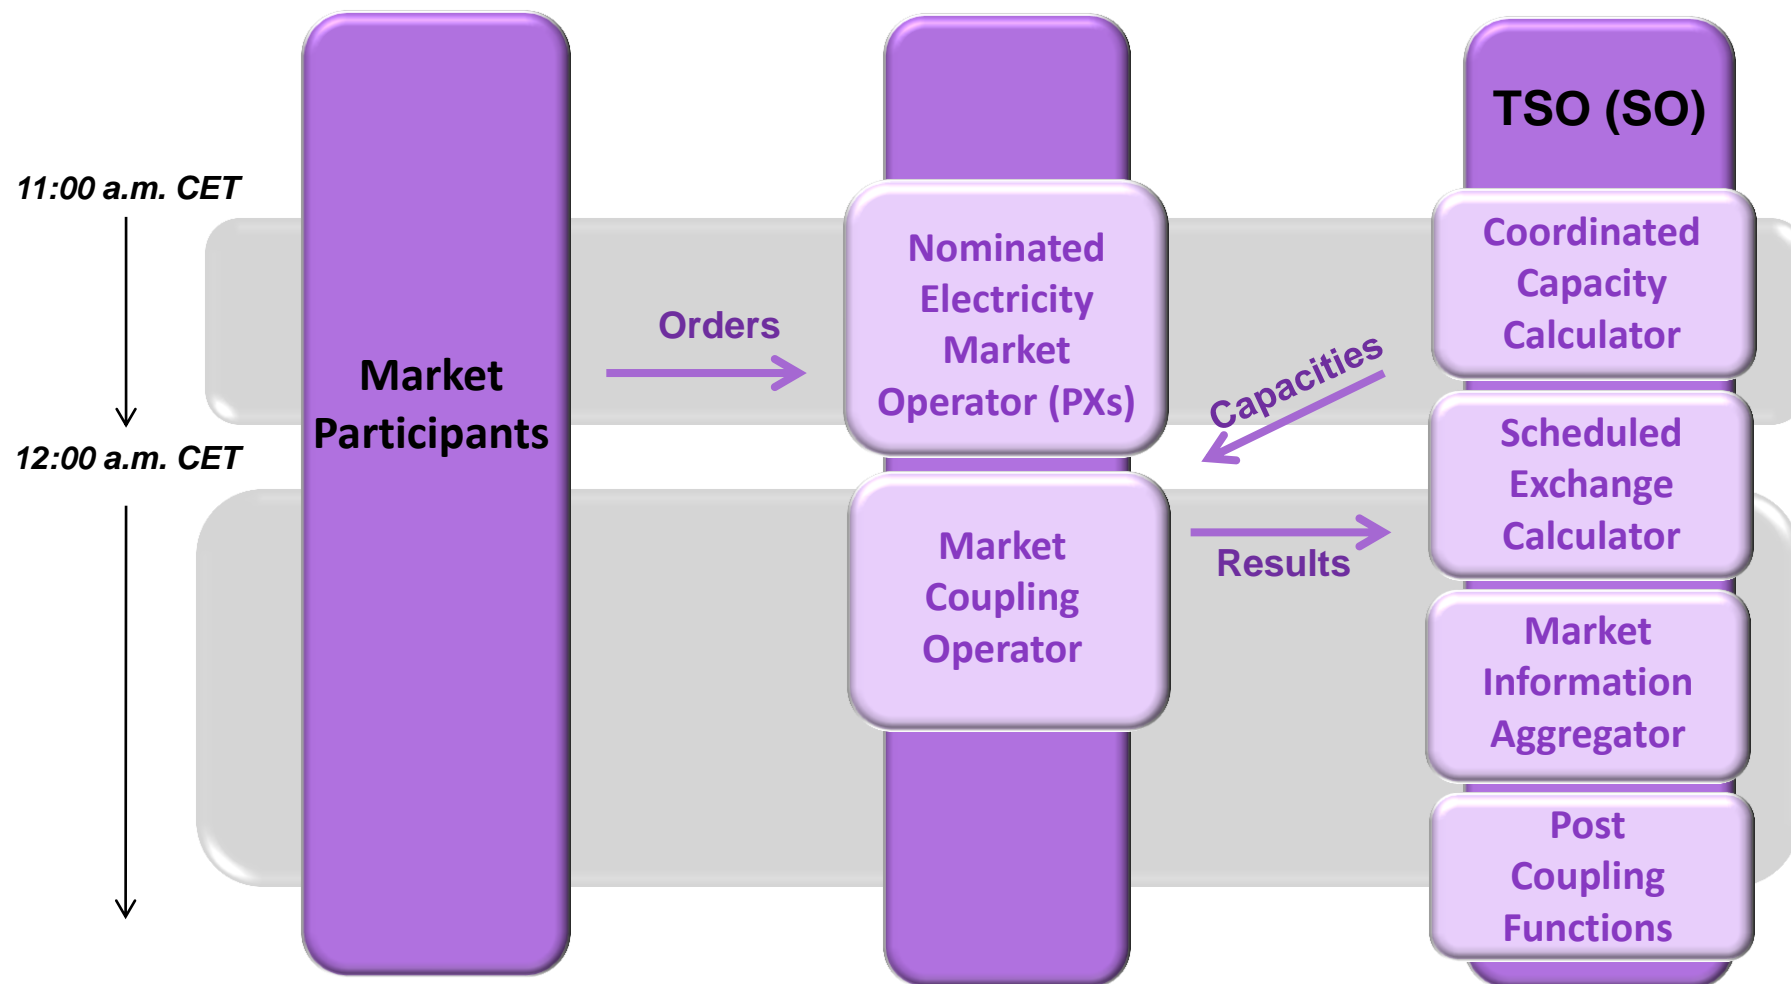 11:00 a.m. CET
12:00 a.m. CET
Market
Participants
Orders
Nominated
Electricity
Market
Operator (PXs)
Market
Coupling
Operator
Capacities
Results
TSO (SO)
Coordinated
Capacity
Calculator
Scheduled
Exchange
Calculator
Market
Information
Aggregator
Post
Coupling
Functions